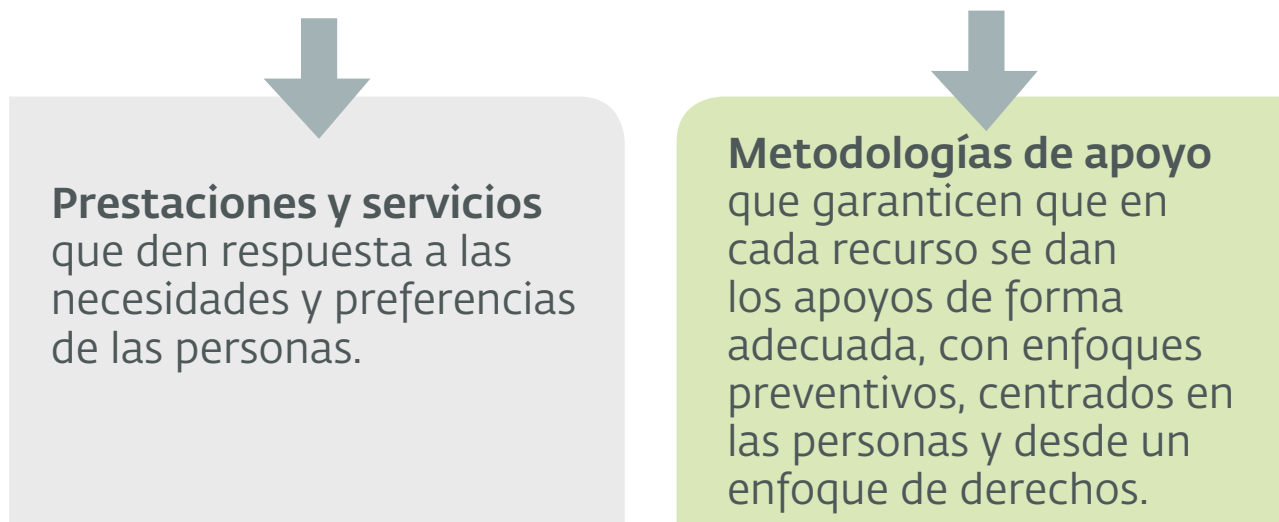 Prestaciones y servicios
que den respuesta a las
necesidades y preferencias
de las personas.
Metodologías de apoyo
que garanticen que en
cada recurso se dan
los apoyos de forma
adecuada, con enfoques
preventivos, centrados en
las personas y desde un
enfoque de derechos.